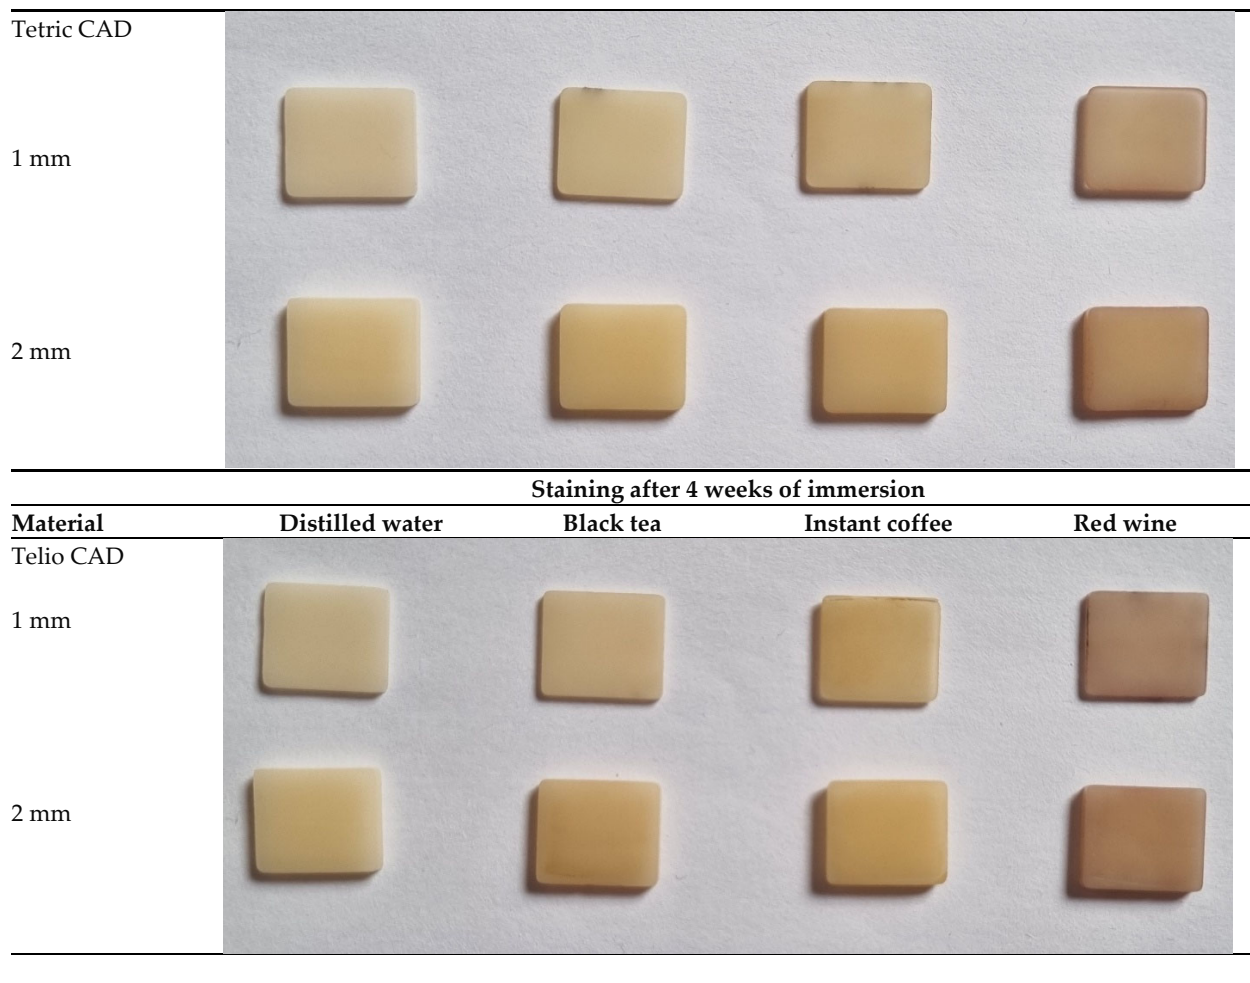 Tetric CAD
1 mm
2 mm
Staining after 4 weeks of immersion
Material Distilled water Black tea Instant coffee Red wine
Telio CAD
1 mm
2 mm